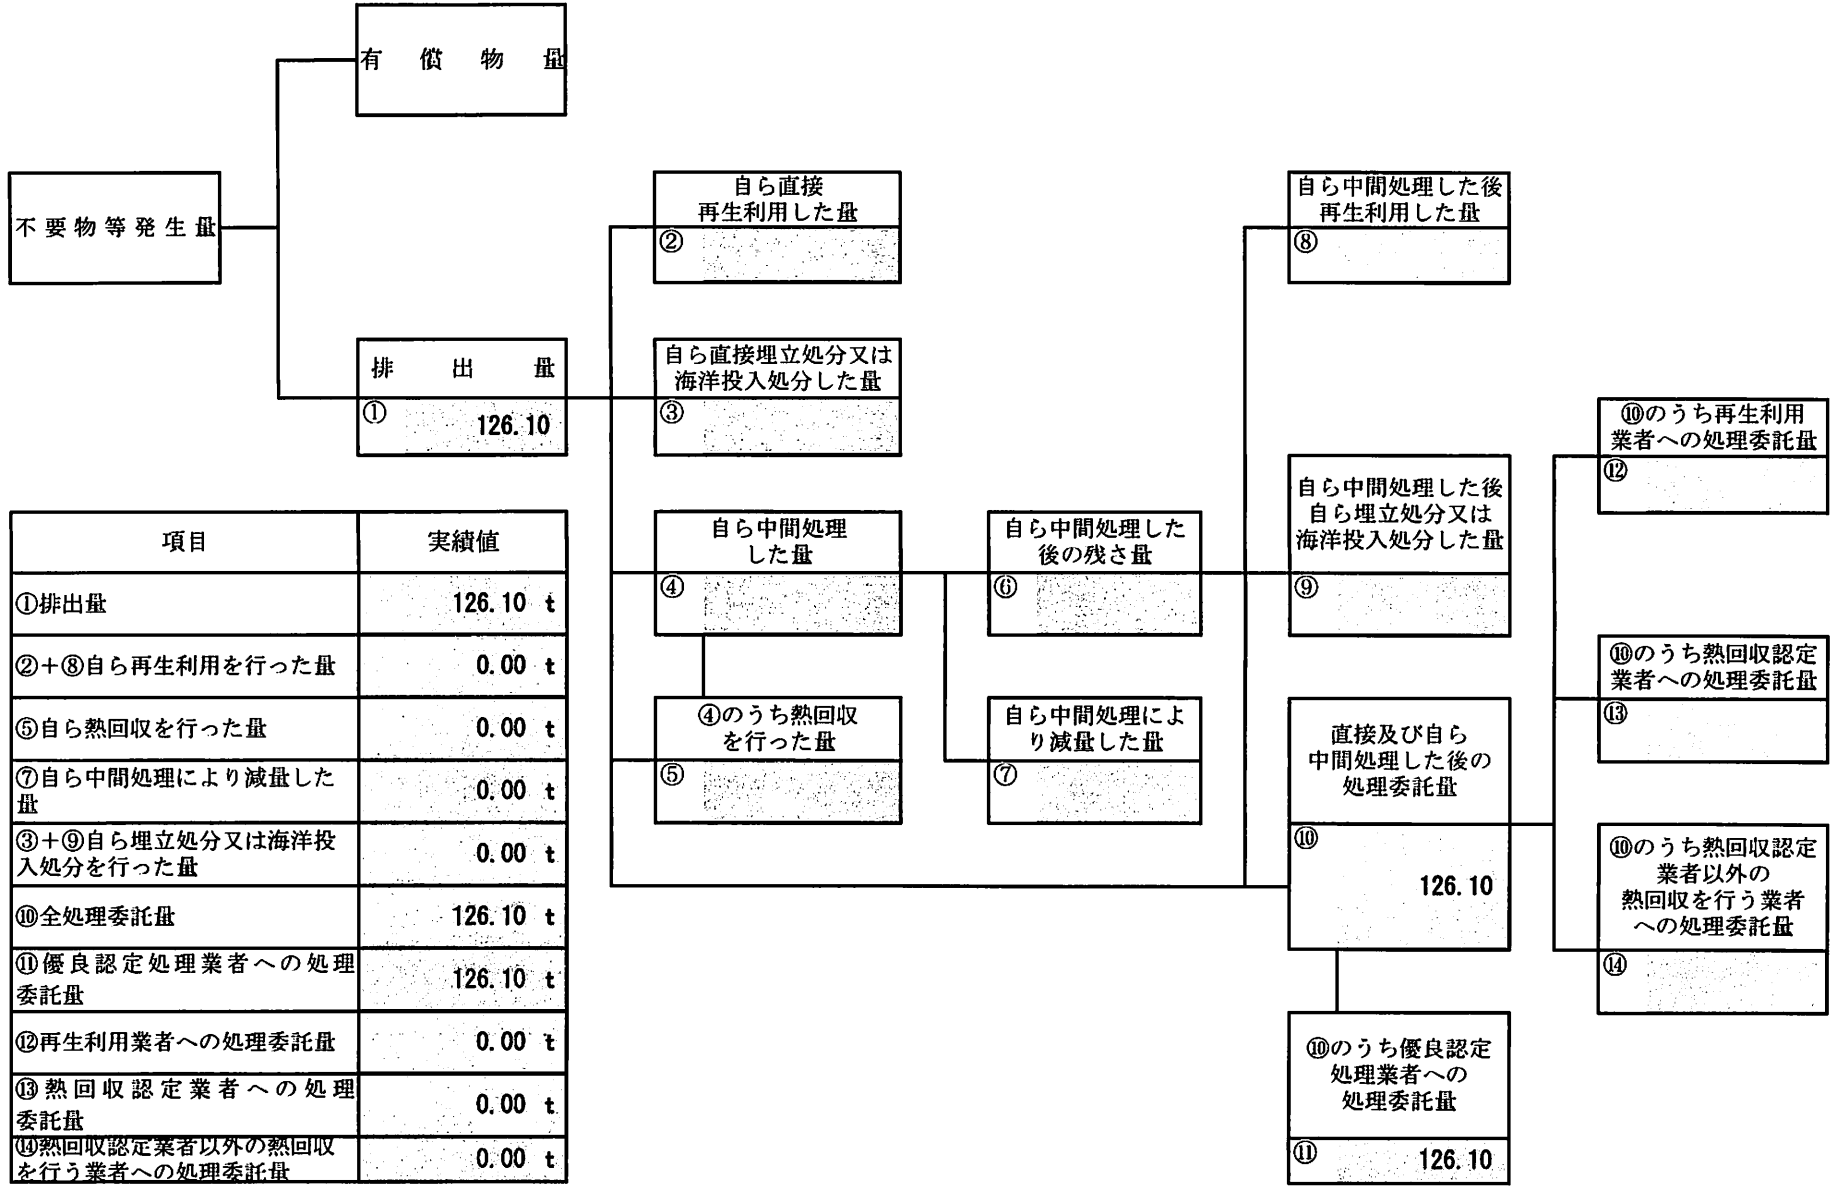 有償物量
不要物等発生量
排出量
① 126.10
自ら直接
再生利用した量
②
自ら直接埋立処分又は
海洋投入処分した量
③
自ら中間処理
した量
④
④のうち熱回収
を行った量
⑤
自ら中間処理した
後の残さ量
⑥
自ら中間処理によ
り減量した量
⑦
自ら中間処理した後
再生利用した量
⑧
自ら中間処理した後
自ら埋立処分又は
海洋投入処分した量
⑨
直接及び自ら
中間処理した後の
処理委託量
⑩
126.10
⑩のうち優良認定
処理業者への
処理委託量
⑪ 126.10
⑩のうち再生利用
業者への処理委託量
⑫
⑩のうち熱回収認定
業者への処理委託量
⑬
⑩のうち熱回収認定
業者以外の
熱回収を行う業者
への処理委託量
⑭
項目 実績値
①排出量 126.10 t
②+⑧自ら再生利用を行った量 0.00 t
⑤自ら熱回収を行った量 0.00 t
⑦自ら中間処理により減量した
量 0.00 t
③+⑨自ら埋立処分又は海洋投
入処分を行った量 0.00 t
⑩全処理委託量 126.10 t
⑪優良認定処理業者への処理
委託量 126.10 t
⑫再生利用業者への処理委託量 0.00 t
⑬熱回収認定業者への処理
委託量 0.00 t
⑭熱回収認定業者以外の熱回収
を行う業者への処理委託量 0.00 t